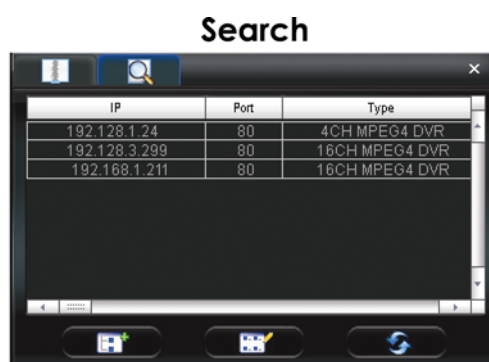 Search
IP Port Type
192.128.1.24 80 4CH MPEG4 DVR
192.128.3.299 80 16CH MPEG4 DVR
192.168.1.211 80 16CH MPEG4 DVR